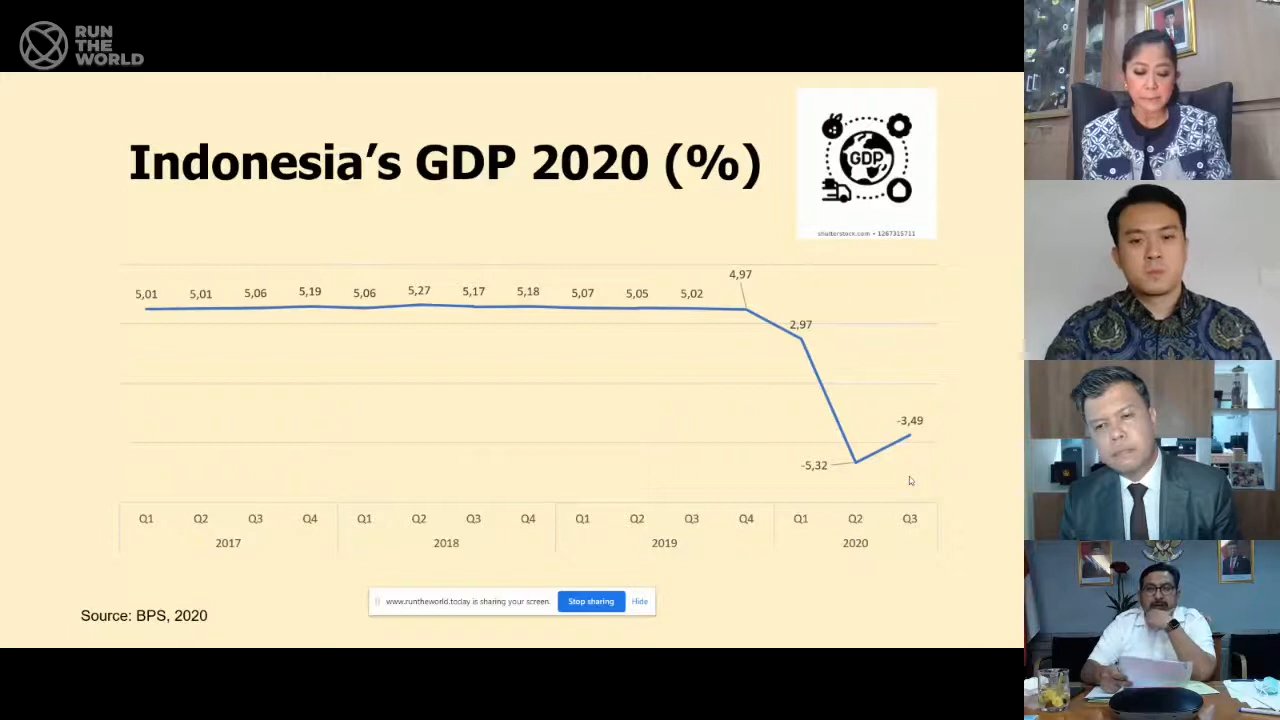 RUN
THE
WORLD
Indonesia's GDP 2020 (%)
GDP
shutterstock.com • 1267315711
5,01 5,01 5,06 5,19 5,06 5,27 5,17 5,18 5,07 5,05 5,02 4,97
2,97
-3,49
-5,32
Q1 Q2 Q3 Q4 Q1 Q2 Q3 Q4 Q1 Q2 Q3 Q4 Q1 Q2 Q3
2017 2018 2019 2020
www.runtheworld.today is sharing your screen. Stop sharing Hide
Source: BPS, 2020